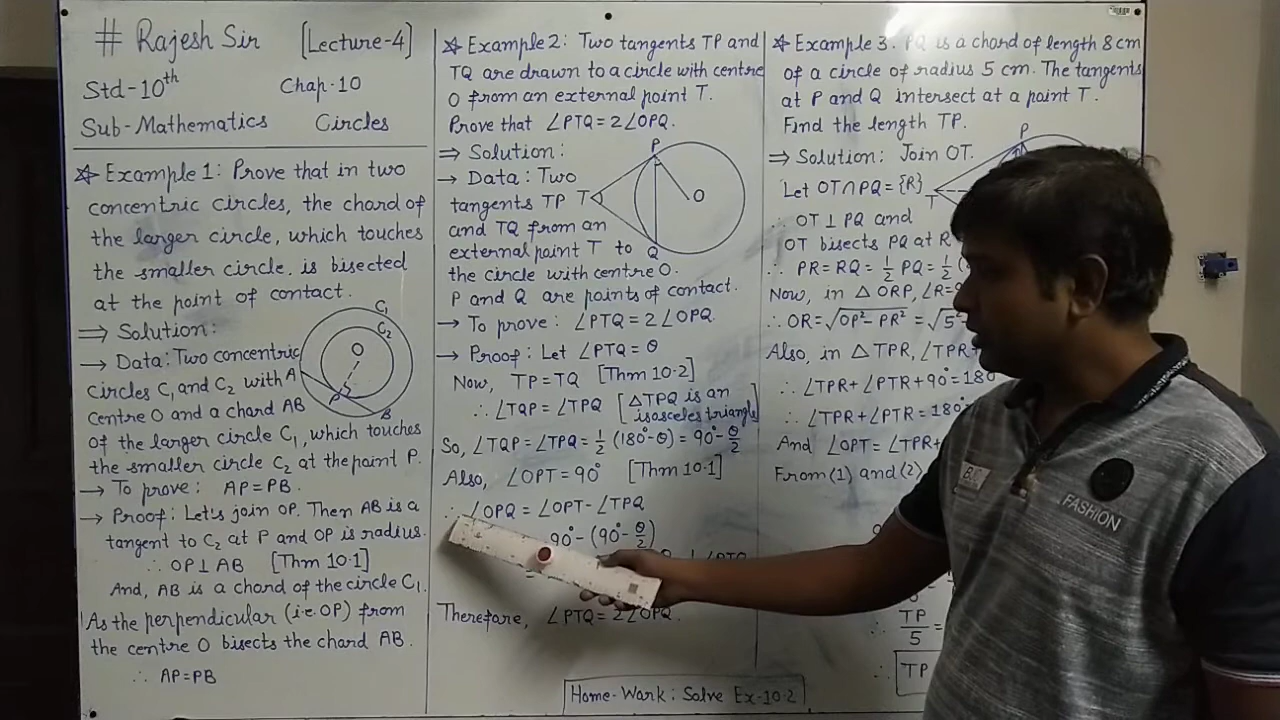 # Rajesh Sir [Lecture-4]
Std-10th Chap-10
Sub-Mathematics Circles
Example 1: Prove that in two
concentric circles, the chord of
the larger circle, which touches
the smaller circle, is bisected
at the point of contact.
⇒ Solution:
→ Data: Two concentric
circles C₁ and C₂ with
centre O and a chord AB
of the larger circle C₁, which touches
the smaller circle C₂ at the point P.
→ To prove: AP=PB.
→ Proof: Let's join OP. Then AB is a
tangent to C₂ at P and OP is radius.
∴ OP⊥AB [Thm 10.1]
And, AB is a chord of the circle C₁.
As the perpendicular (i.e. OP) from
the centre O bisects the chord AB.
∴ AP=PB
C₁
C₂
O
A
P
B
Example 2: Two tangents TP and
TQ are drawn to a circle with centre
O from an external point T.
Prove that ∠PTQ = 2∠OPQ.
⇒ Solution:
→ Data: Two
tangents TP
and TQ from an
external point T to
the circle with centre O.
P and Q are points of contact.
→ To prove: ∠PTQ = 2∠OPQ.
→ Proof: Let ∠PTQ = θ
Now, TP = TQ [Thm 10.2]
∴ ∠TQP = ∠TPQ [△TPQ is an
isosceles triangle]
So, ∠TQP = ∠TPQ = 1/2 (180° - θ) = 90° - θ/2
Also, ∠OPT = 90° [Thm 10.1]
∴ ∠OPQ = ∠OPT - ∠TPQ
90° - (90° - θ/2)
Therefore, ∠PTQ = 2∠OPQ.
P
T
O
Q
Home-Work: Solve Ex-10.2
Example 3. PQ is a chord of length 8 cm
of a circle of radius 5 cm. The tangents
at P and Q intersect at a point T.
Find the length TP.
⇒ Solution: Join OT.
Let OT∩PQ = {R}
∴ OT ⊥ PQ and
OT bisects PQ at R
∴ PR = RQ = 1/2 PQ = 1/2 (
Now, in △ORP, ∠R=
∴ OR = √OP² - PR² = √5²
Also, in △TPR, ∠TPR+
∴ ∠TPR + ∠PTR + 90° = 180
∴ ∠TPR + ∠PTR = 180°
And ∠OPT = ∠TPR+
From (1) and (2)
∴ TP/5 =
∴ TP
P
T
FASHION